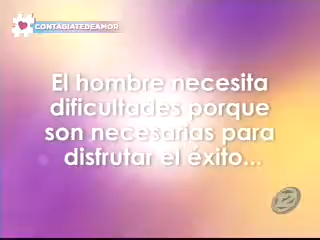 CONTAGIATEDEAMOR
El hombre necesita
dificultades porque
son necesarias para
disfrutar el éxito...